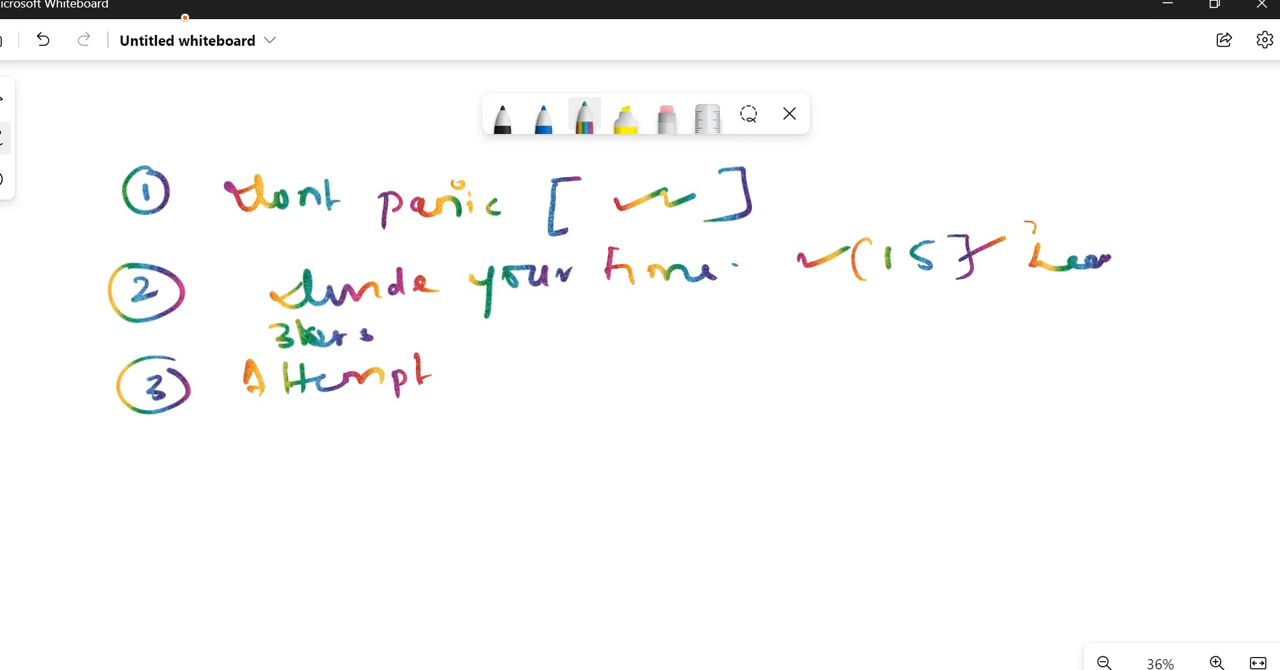 icrosoft Whiteboard
Untitled whiteboard
① dont panic [ ]
② divide your time. (15}
3hrs
③ Attempt
36%